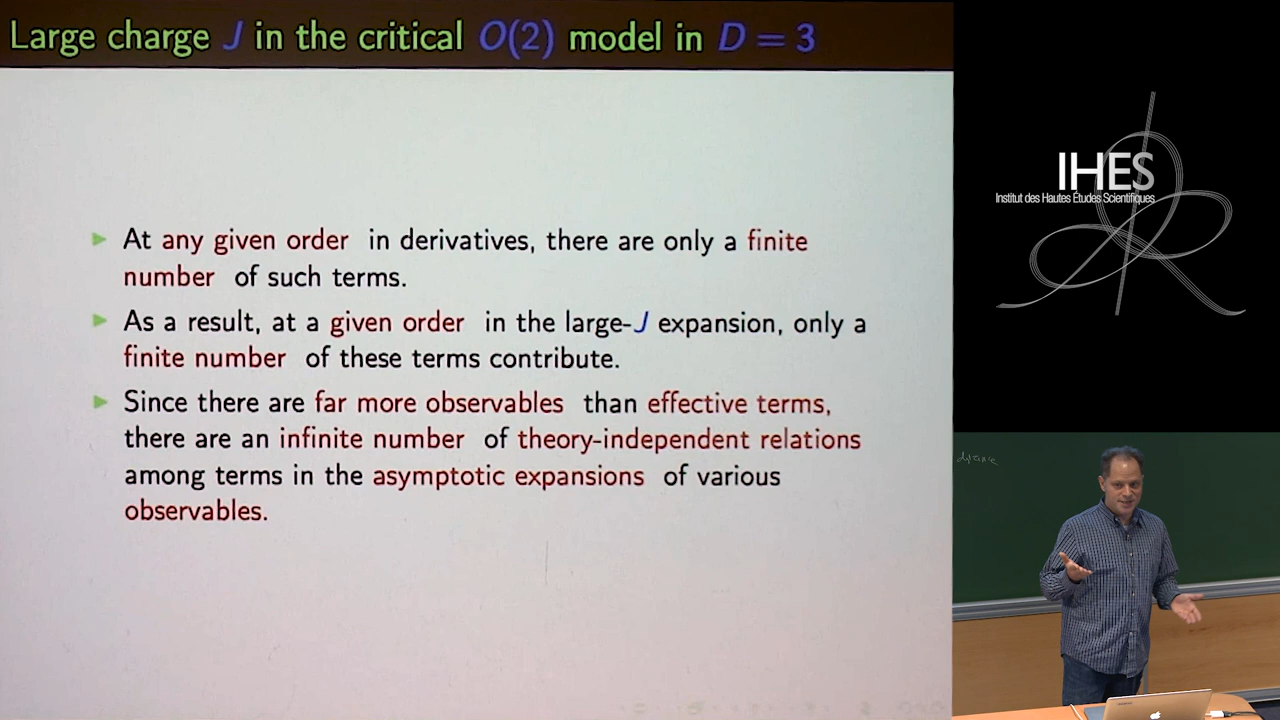 Large charge J in the critical O(2) model in D = 3
At any given order in derivatives, there are only a finite
number of such terms.
As a result, at a given order in the large-J expansion, only a
finite number of these terms contribute.
Since there are far more observables than effective terms,
there are an infinite number of theory-independent relations
among terms in the asymptotic expansions of various
observables.
IHES
Institut des Hautes Études Scientifiques